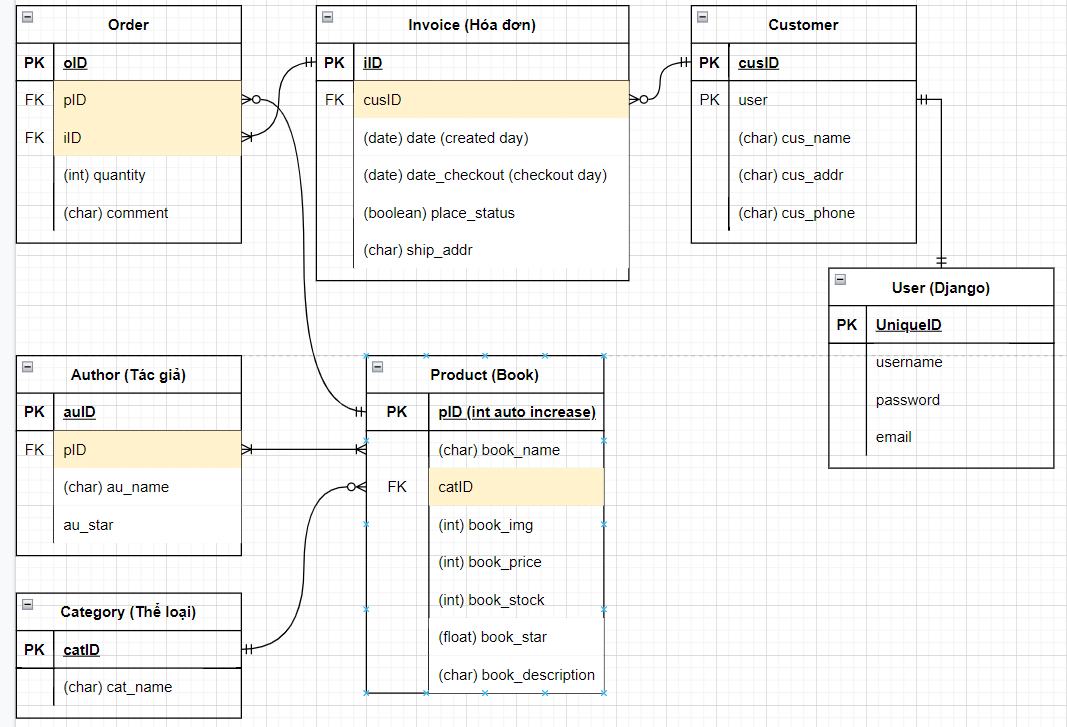 Order
PK oID
FK pID
FK iID
(int) quantity
(char) comment
Invoice (Hóa đơn)
PK iID
FK cusID
(date) date (created day)
(date) date_checkout (checkout day)
(boolean) place_status
(char) ship_addr
Customer
PK cusID
PK user
(char) cus_name
(char) cus_addr
(char) cus_phone
User (Django)
PK UniqueID
username
password
email
Author (Tác giả)
PK auID
FK pID
(char) au_name
au_star
Product (Book)
PK pID (int auto increase)
(char) book_name
FK catID
(int) book_img
(int) book_price
(int) book_stock
(float) book_star
(char) book_description
Category (Thể loại)
PK catID
(char) cat_name